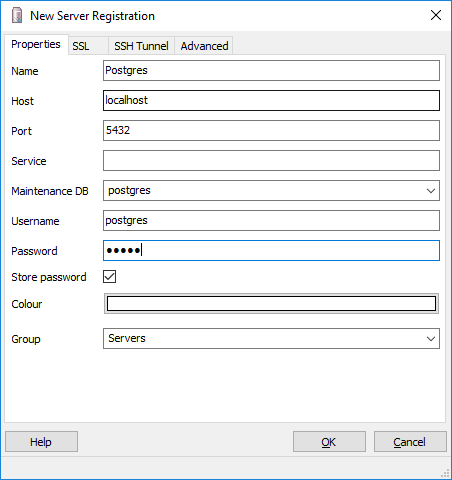 New Server Registration
Properties SSL SSH Tunnel Advanced
Name Postgres
Host localhost
Port 5432
Service
Maintenance DB postgres
Username postgres
Password •••••
Store password
Colour
Group Servers
Help OK Cancel